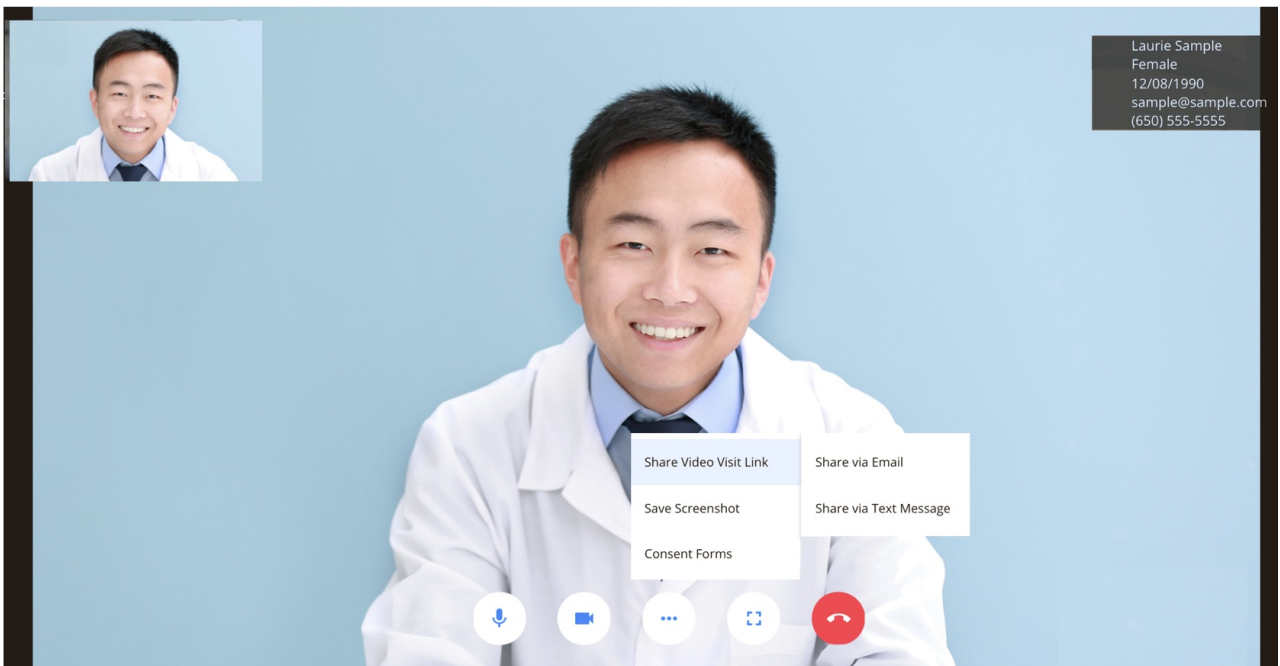 Laurie Sample
Female
12/08/1990
sample@sample.com
(650) 555-5555
Share Video Visit Link
Share via Email
Save Screenshot
Share via Text Message
Consent Forms